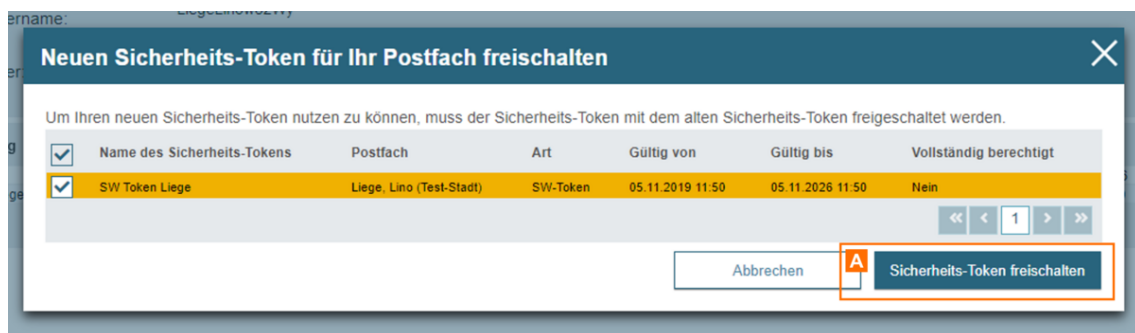 ername:
Neuen Sicherheits-Token für Ihr Postfach freischalten
er:
Um Ihren neuen Sicherheits-Token nutzen zu können, muss der Sicherheits-Token mit dem alten Sicherheits-Token freigeschaltet werden.
g
Name des Sicherheits-Tokens Postfach Art Gültig von Gültig bis Vollständig berechtigt
ge
SW Token Liege Liege, Lino (Test-Stadt) SW-Token 05.11.2019 11:50 05.11.2026 11:50 Nein
« < 1 > »
Abbrechen A Sicherheits-Token freischalten